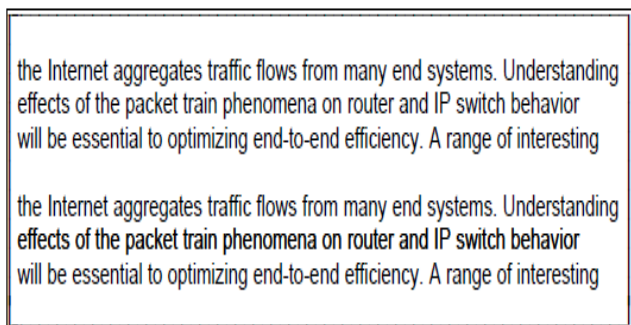 the Internet aggregates traffic flows from many end systems. Understanding
effects of the packet train phenomena on router and IP switch behavior
will be essential to optimizing end-to-end efficiency. A range of interesting
the Internet aggregates traffic flows from many end systems. Understanding
effects of the packet train phenomena on router and IP switch behavior
will be essential to optimizing end-to-end efficiency. A range of interesting